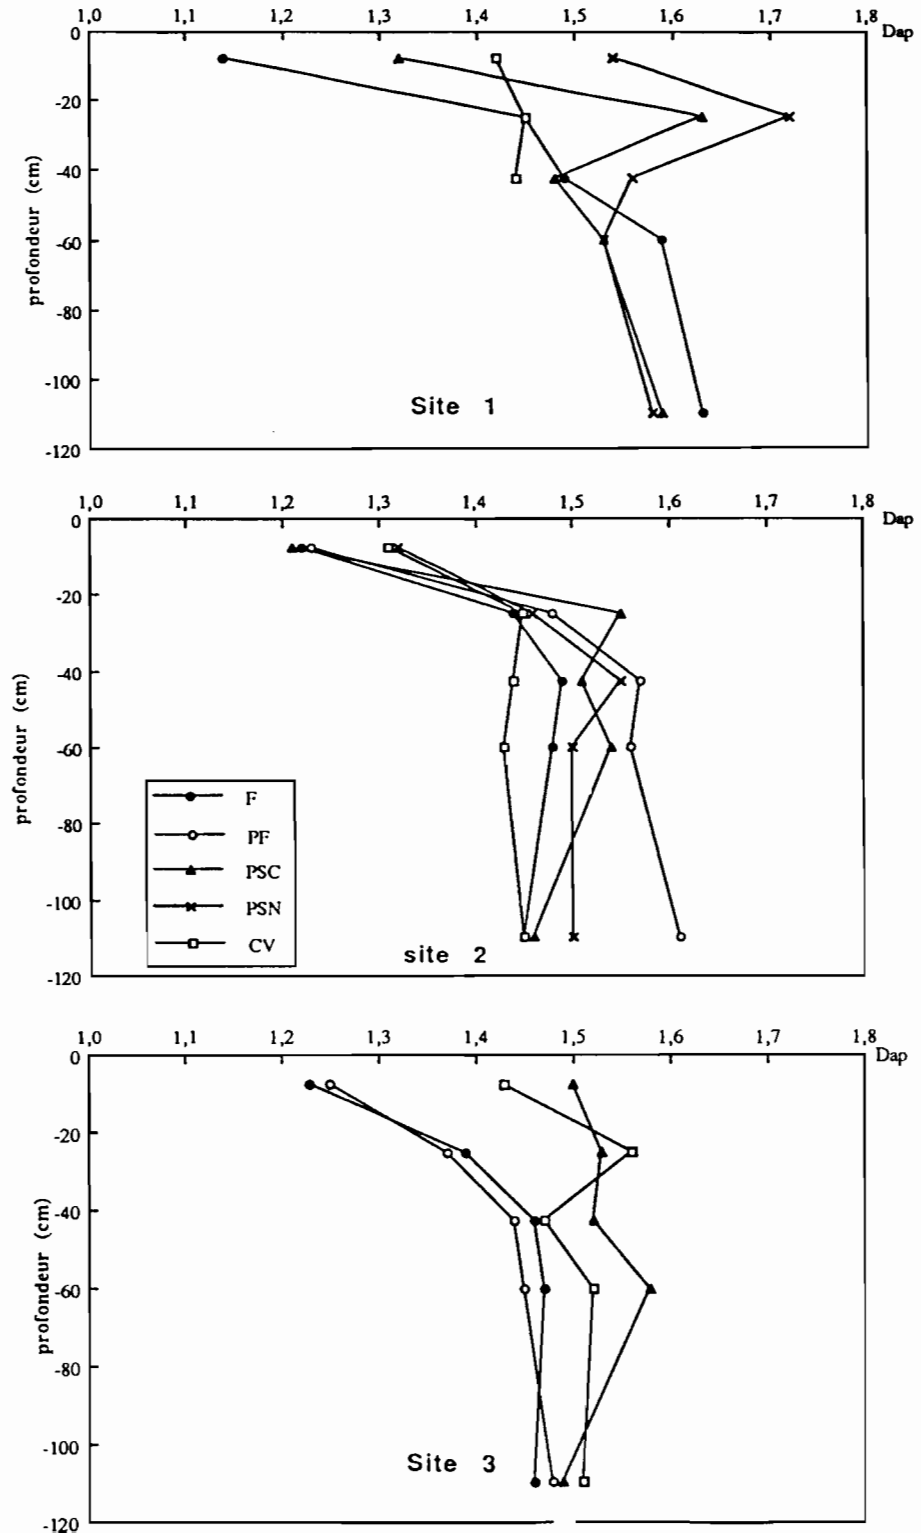 1,0 1,1 1,2 1,3 1,4 1,5 1,6 1,7 1,8
Dap
0
-20
-40
-60
-80
-100
-120
profondeur (cm)
Site 1
1,0 1,1 1,2 1,3 1,4 1,5 1,6 1,7 1,8
Dap
0
-20
-40
-60
-80
-100
-120
profondeur (cm)
F
PF
PSC
PSN
CV
site 2
1,0 1,1 1,2 1,3 1,4 1,5 1,6 1,7 1,8
Dap
0
-20
-40
-60
-80
-100
-120
profondeur (cm)
Site 3